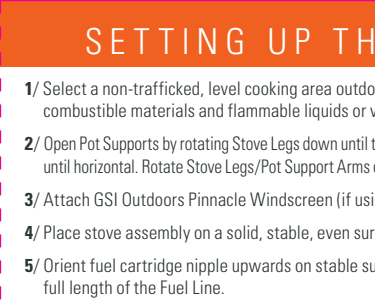 SETTING UP TH
1/ Select a non-trafficked, level cooking area outdo
combustible materials and flammable liquids or v
2/ Open Pot Supports by rotating Stove Legs down until t
until horizontal. Rotate Stove Legs/Pot Support Arms
3/ Attach GSI Outdoors Pinnacle Windscreen (if usi
4/ Place stove assembly on a solid, stable, even sur
5/ Orient fuel cartridge nipple upwards on stable su
full length of the Fuel Line.